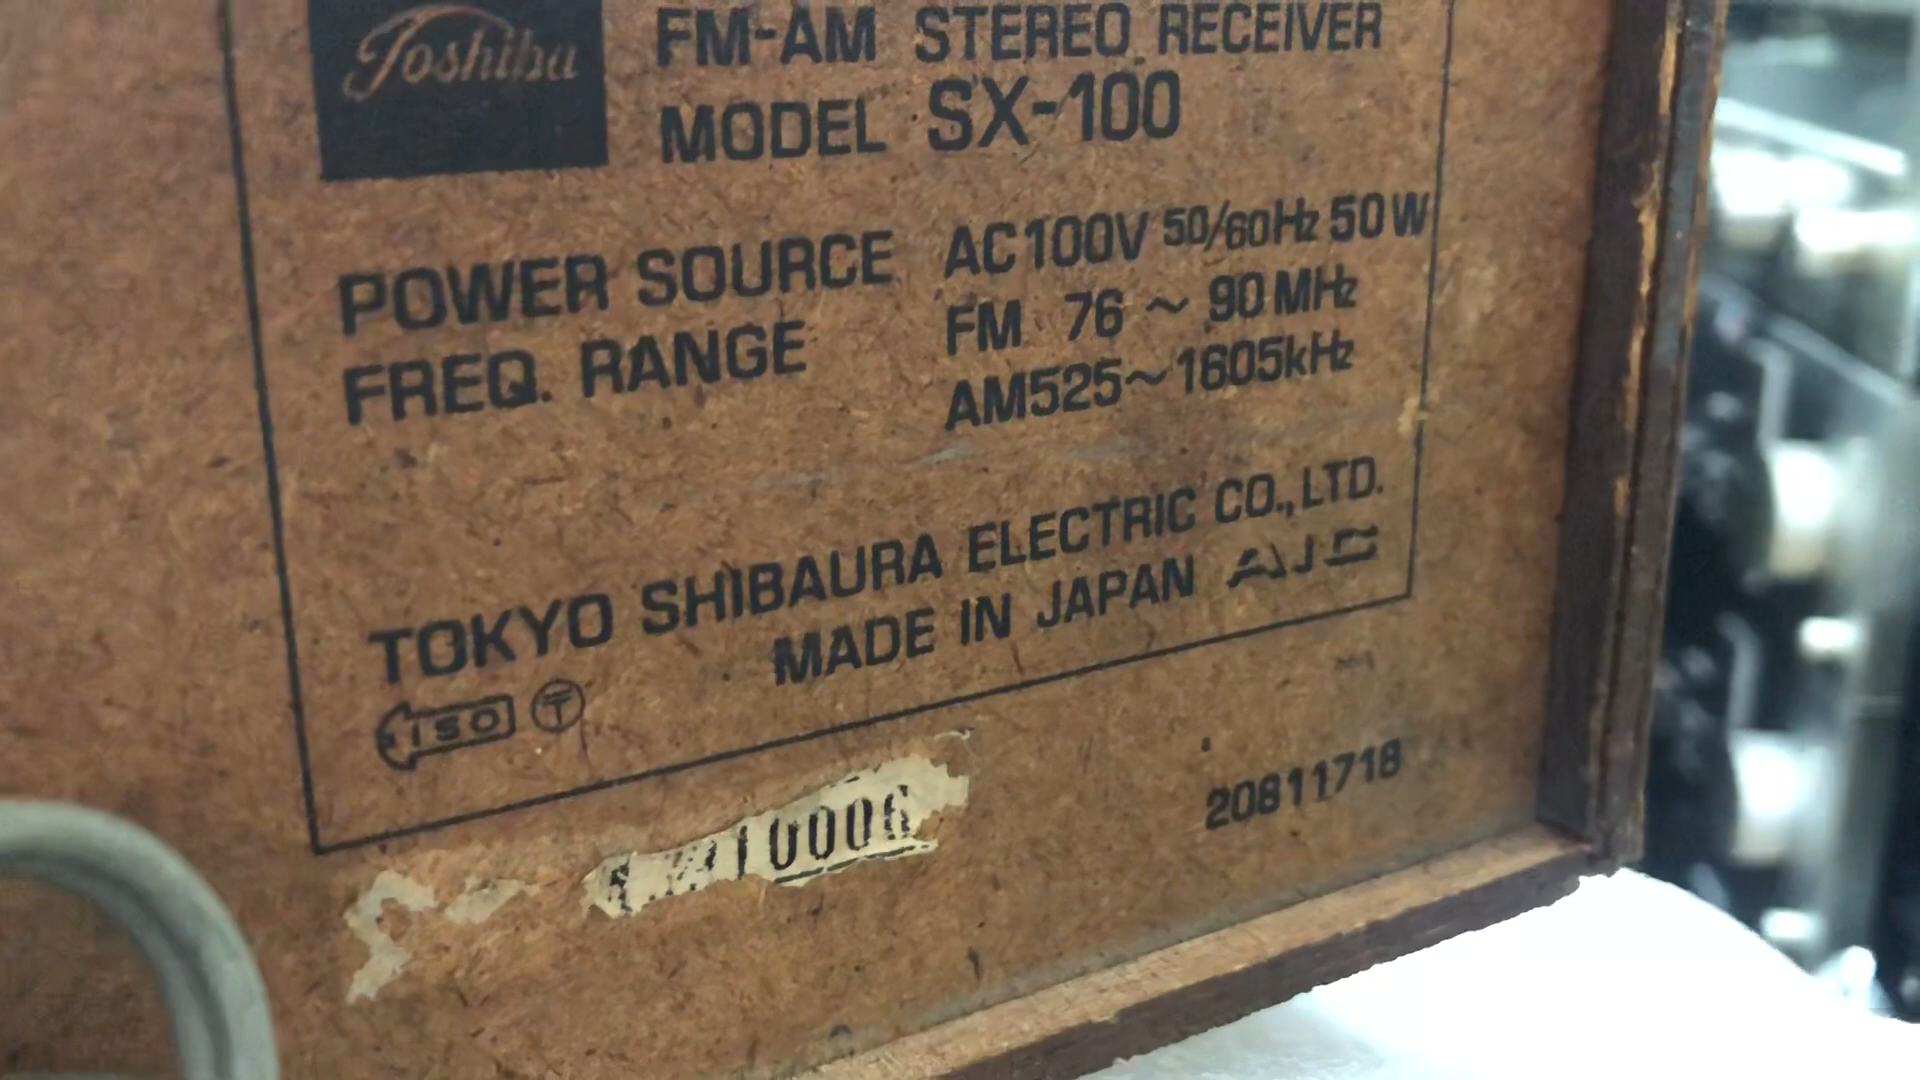 Toshiba
FM-AM STEREO RECEIVER
MODEL SX-100
POWER SOURCE AC100V 50/60Hz 50W
FREQ. RANGE FM 76 ~ 90MHz
AM525~1605kHz
TOKYO SHIBAURA ELECTRIC CO., LTD.
MADE IN JAPAN
ISO T
10006
20811718